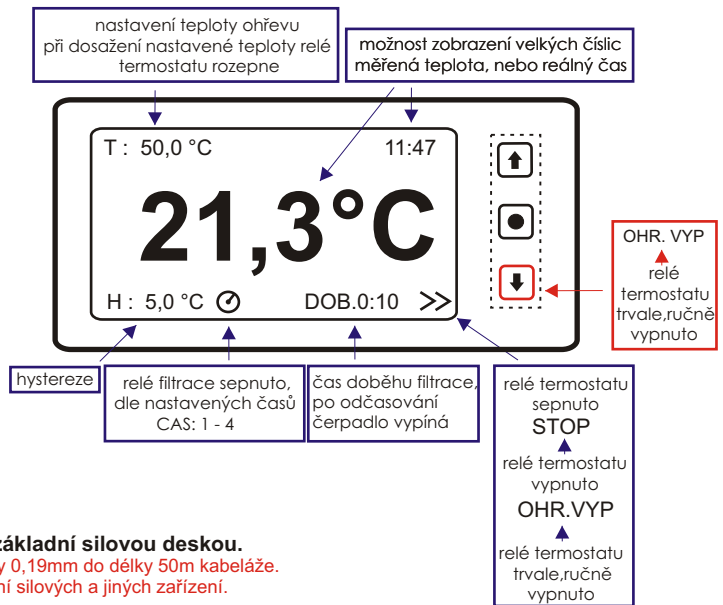 nastavení teploty ohřevu
při dosažení nastavené teploty relé
termostatu rozepne
možnost zobrazení velkých číslic
měřená teplota, nebo reálný čas
T : 50,0 °C
11:47
21,3°C
H : 5,0 °C
DOB.0:10 >>
OHR. VYP
relé
termostatu
trvale,ručně
vypnuto
hystereze
relé filtrace sepnuto,
dle nastavených časů
CAS: 1 - 4
čas doběhu filtrace,
po odčasování
čerpadlo vypíná
relé termostatu
sepnuto
STOP
relé termostatu
vypnuto
OHR.VYP
relé termostatu
trvale,ručně
vypnuto
základní silovou deskou.
y 0,19mm do délky 50m kabeláže.
ní silových a jiných zařízení.